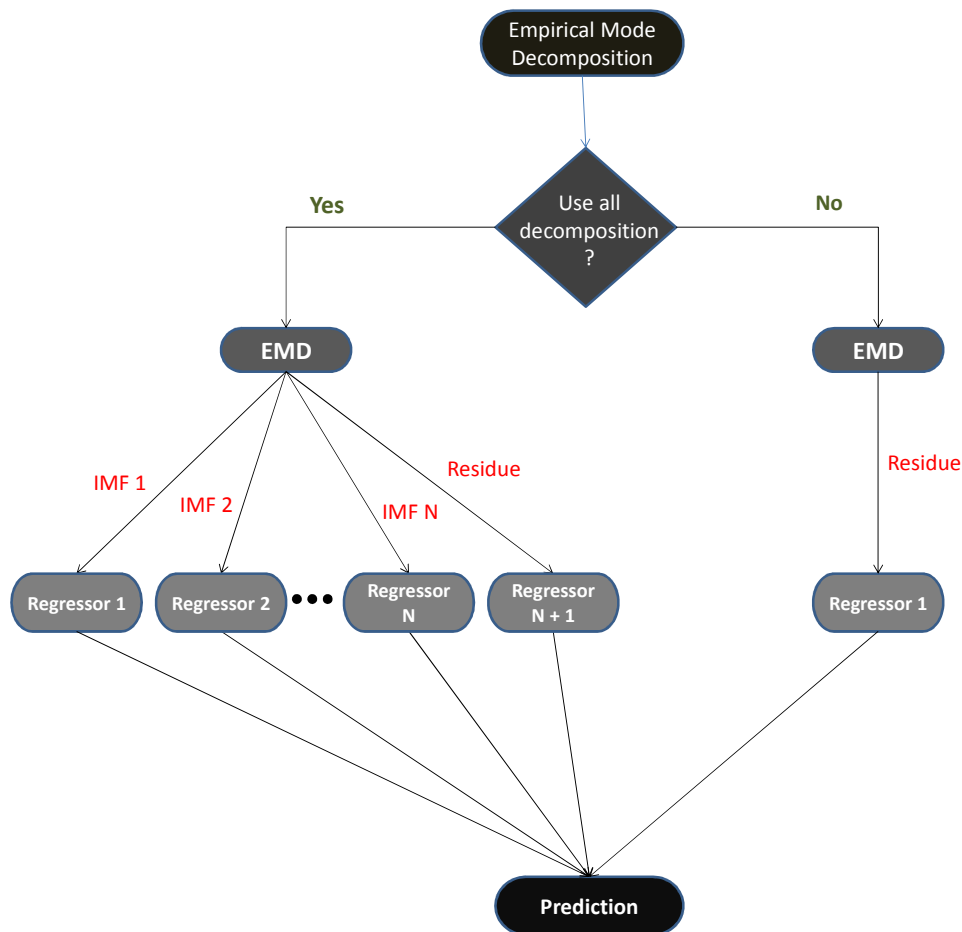 Empirical Mode
Decomposition
Use all
decomposition
?
Yes
No
EMD
EMD
IMF 1
IMF 2
IMF N
Residue
Residue
Regressor 1
Regressor 2
•••
Regressor
N
Regressor
N + 1
Regressor 1
Prediction